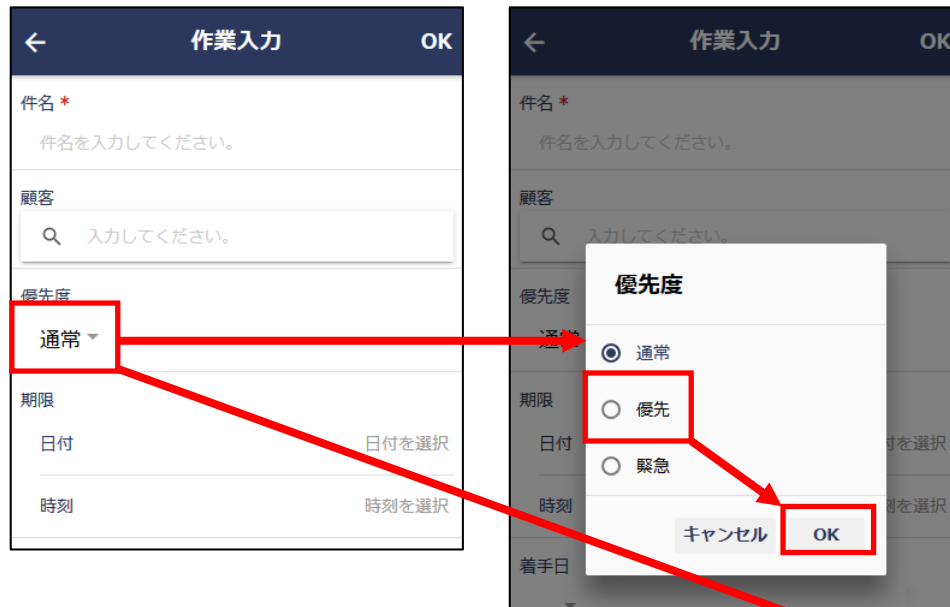 作業入力 OK
件名 *
件名を入力してください。
顧客
入力してください。
優先度
通常
期限
日付 日付を選択
時刻 時刻を選択
作業入力 OK
件名 *
件名を入力してください。
顧客
入力してください。
優先度
通常
期限
日付 付を選択
時刻 を選択
着手日
優先度
通常
優先
緊急
キャンセル OK